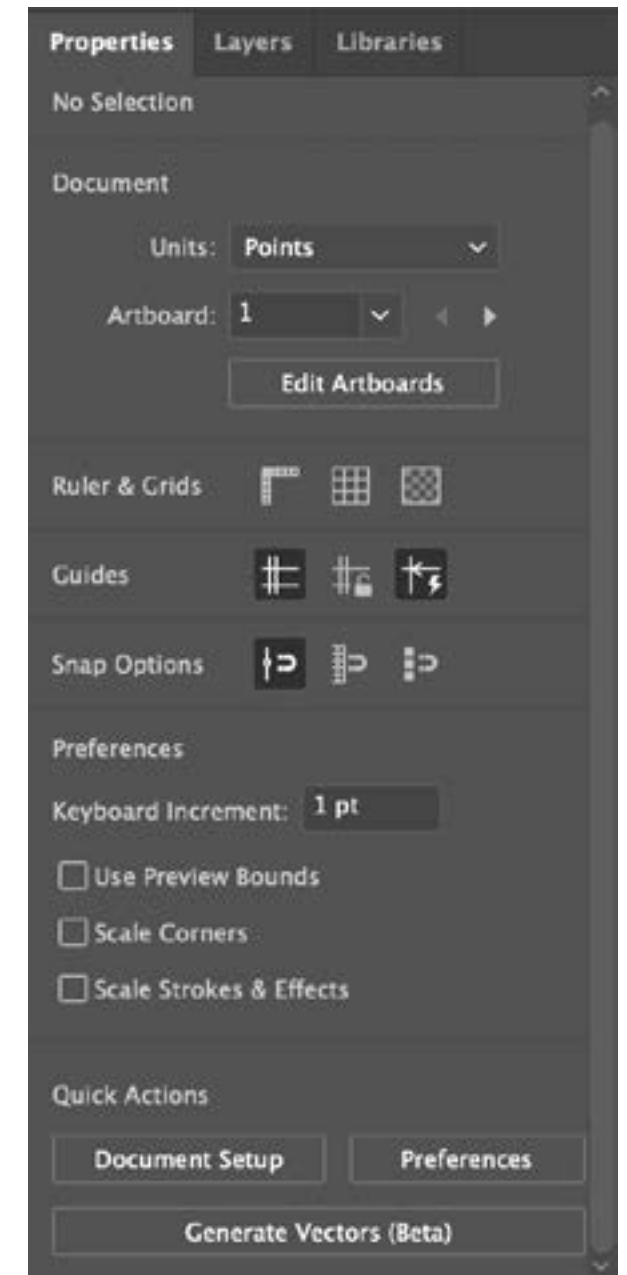 Properties Layers Libraries
No Selection
Document
Units: Points
Artboard: 1
Edit Artboards
Ruler & Grids
Guides
Snap Options
Preferences
Keyboard Increment: 1 pt
Use Preview Bounds
Scale Corners
Scale Strokes & Effects
Quick Actions
Document Setup Preferences
Generate Vectors (Beta)